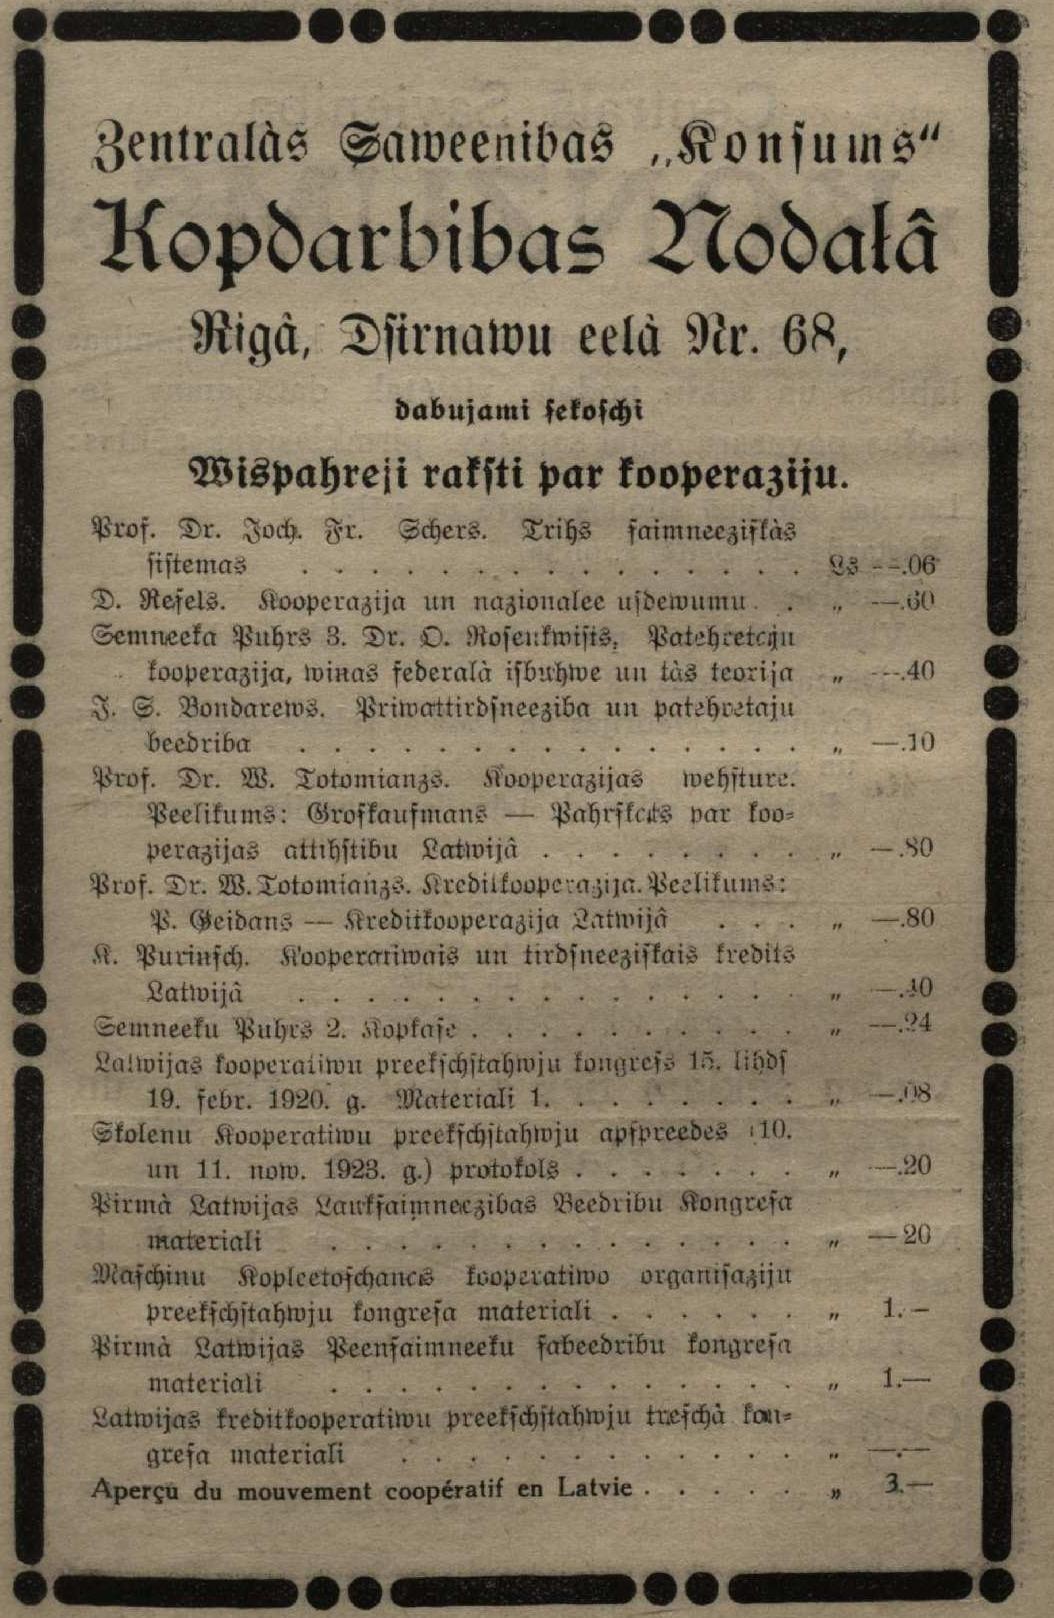 Zentralàs Saweenibas „Konsums“
Kopdarbibas Nodałâ
Rigâ, Dſirnawu eelà Nr. 68,
dabujami ſekoſchi
Wispahreji rakſti par kooperaziju.
Prof. Dr. Joch. Fr. Schers. Trihs ſaimneeziſkàs
ſiſtemas . . . . . . . . . . . . . . . Ls —.06
D. Reſels. Kooperazija un nazionalee uſdewumu . . „ —.60
Semneeka Puhrs 3. Dr. O. Roſenkwiſts. Patehretaju
kooperazija, winas federalà iſbuhwe un tàs teorija „ —.40
J. S. Bondarews. Priwattirdſneeziba un patehretaju
beedriba . . . . . . . . . . . . . . . „ —.10
Prof. Dr. W. Totomianzs. Kooperazijas wehſture.
Peelikums: Groſkaufmans — Pahrſkats par koo-
perazijas attihſtibu Latwijâ . . . . . . . . „ —.80
Prof. Dr. W. Totomianzs. Kreditkooperazija. Peelikums:
P. Geidans — Kreditkooperazija Latwijâ . . . „ —.80
K. Purinſch. Kooperatiwais un tirdſneeziſkais kredits
Latwijâ . . . . . . . . . . . . . . . „ —.40
Semneeku Puhrs 2. Kopkaſe . . . . . . . . . . „ —.24
Latwijas kooperatiwu preekſchſtahwju kongreſs 15. lihdſ
19. febr. 1920. g. Materiali 1. . . . . . . . „ —.08
Skolenu Kooperatiwu preekſchſtahwju apſpreedes (10.
un 11. now. 1923. g.) protokols . . . . . . . „ —.20
Pirmà Latwijas Laukſaimneezibas Beedribu Kongreſa
materiali . . . . . . . . . . . . . . „ —20
Maſchinu Kopleetoſchanas kooperatiwo organiſaziju
preekſchſtahwju kongreſa materiali . . . . . . „ 1.—
Pirmà Latwijas Peenſaimneeku ſabeedribu kongreſa
materiali . . . . . . . . . . . . . . „ 1.—
Latwijas kreditkooperatiwu preekſchſtahwju treſchà kon-
greſa materiali . . . . . . . . . . . . „ —.—
Aperçu du mouvement coopératif en Latvie . . . . . „ 3.—